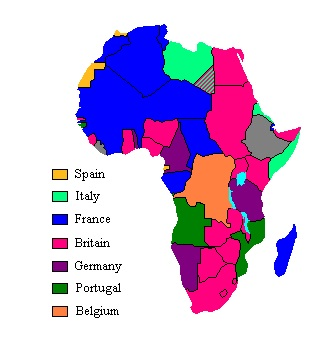 Spain
Italy
France
Britain
Germany
Portugal
Belgium